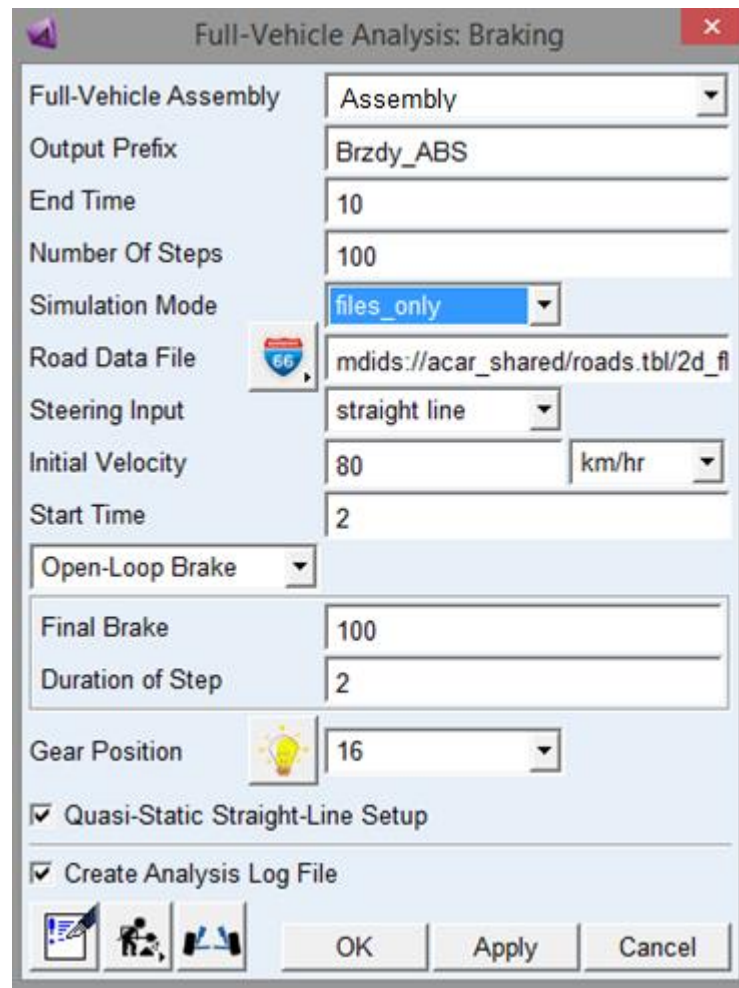 Full-Vehicle Analysis: Braking
Full-Vehicle Assembly Assembly
Output Prefix Brzdy_ABS
End Time 10
Number Of Steps 100
Simulation Mode files_only
Road Data File 66 mdids://acar_shared/roads.tbl/2d_fl
Steering Input straight line
Initial Velocity 80 km/hr
Start Time 2
Open-Loop Brake
Final Brake 100
Duration of Step 2
Gear Position 16
Quasi-Static Straight-Line Setup
Create Analysis Log File
OK Apply Cancel